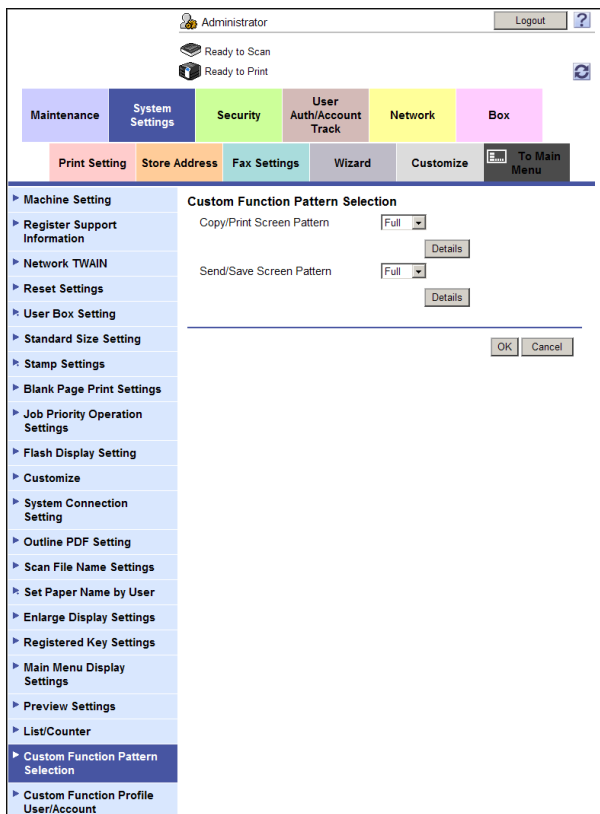 Administrator
Logout
?
Ready to Scan
Ready to Print
Maintenance
System
Settings
Security
User
Auth/Account
Track
Network
Box
Print Setting
Store Address
Fax Settings
Wizard
Customize
To Main
Menu
Machine Setting
Register Support
Information
Network TWAIN
Reset Settings
User Box Setting
Standard Size Setting
Stamp Settings
Blank Page Print Settings
Job Priority Operation
Settings
Flash Display Setting
Customize
System Connection
Setting
Outline PDF Setting
Scan File Name Settings
Set Paper Name by User
Enlarge Display Settings
Registered Key Settings
Main Menu Display
Settings
Preview Settings
List/Counter
Custom Function Pattern
Selection
Custom Function Profile
User/Account
Custom Function Pattern Selection
Copy/Print Screen Pattern
Full
Details
Send/Save Screen Pattern
Full
Details
OK
Cancel